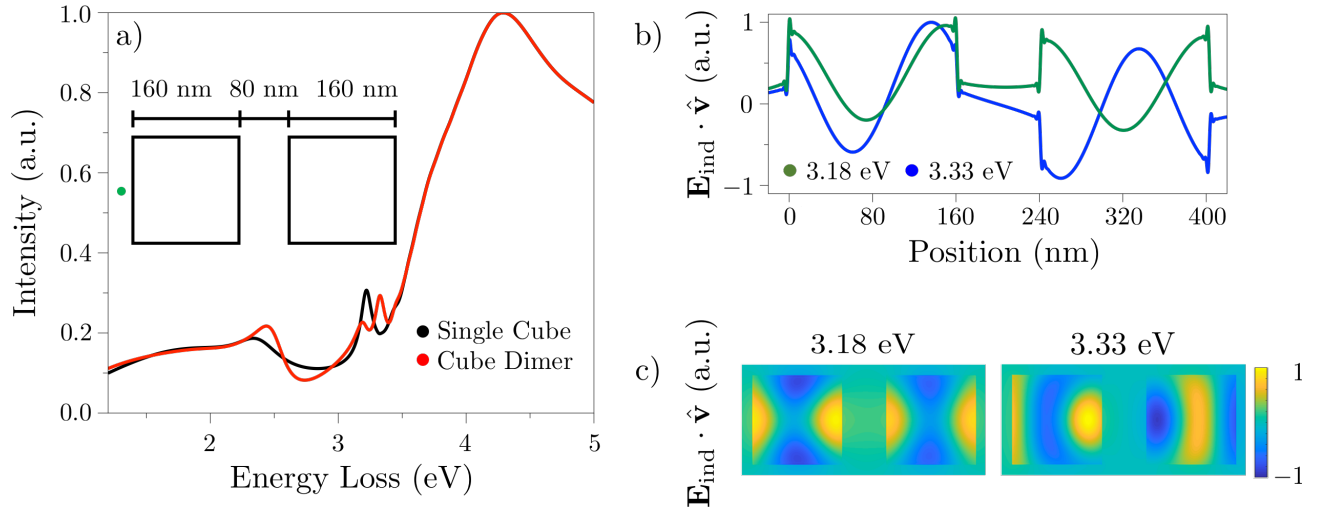 a)
Intensity (a.u.)
1.0
0.8
0.6
0.4
0.2
0.0
160 nm 80 nm 160 nm
Single Cube
Cube Dimer
2 3 4 5
Energy Loss (eV)
b)
E_ind · v̂ (a.u.)
1
0
−1
3.18 eV 3.33 eV
0 80 160 240 320 400
Position (nm)
c)
E_ind · v̂ (a.u.)
3.18 eV 3.33 eV
1
−1